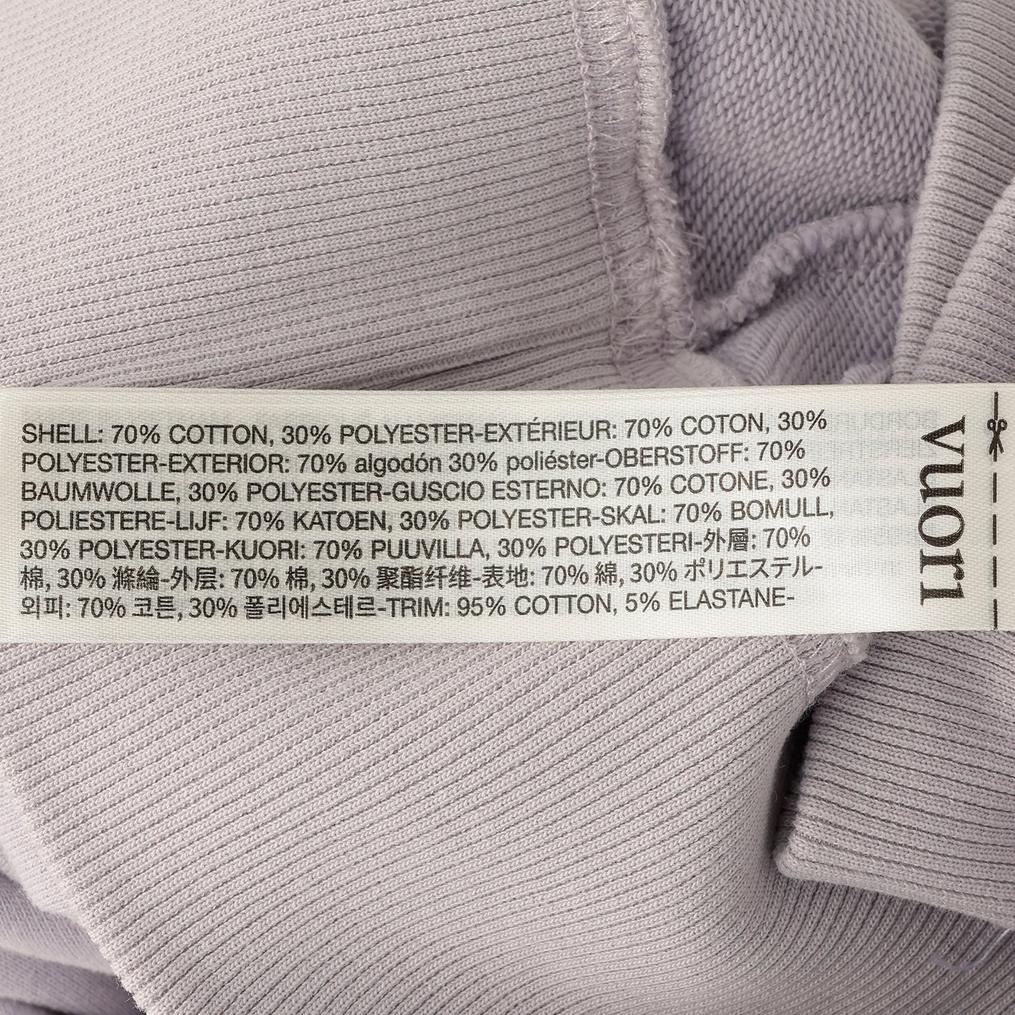 SHELL: 70% COTTON, 30% POLYESTER-EXTÉRIEUR: 70% COTON, 30%
POLYESTER-EXTERIOR: 70% algodón 30% poliéster-OBERSTOFF: 70%
BAUMWOLLE, 30% POLYESTER-GUSCIO ESTERNO: 70% COTONE, 30%
POLIESTERE-LIJF: 70% KATOEN, 30% POLYESTER-SKAL: 70% BOMULL,
30% POLYESTER-KUORI: 70% PUUVILLA, 30% POLYESTERI-外層: 70%
棉, 30% 滌綸-外层: 70% 棉, 30% 聚酯纤维-表地: 70% 綿, 30% ポリエステル-
외피: 70% 코튼, 30% 폴리에스테르-TRIM: 95% COTTON, 5% ELASTANE-
vuori